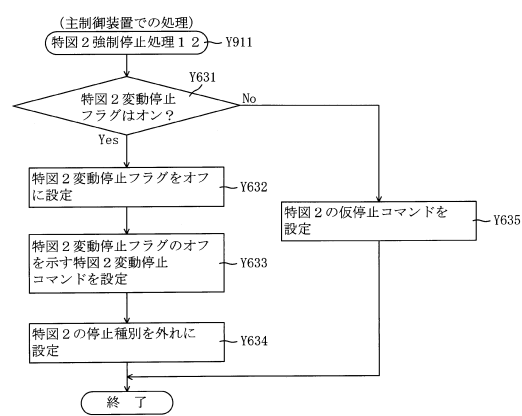 （主制御装置での処理）
特図２強制停止処理１２
Y911
Y631
特図２変動停止
フラグはオン？
No
Yes
特図２変動停止フラグをオフ
に設定
Y632
特図２の仮停止コマンドを
設定
Y635
特図２変動停止フラグのオフ
を示す特図２変動停止
コマンドを設定
Y633
特図２の停止種別を外れに
設定
Y634
終 了